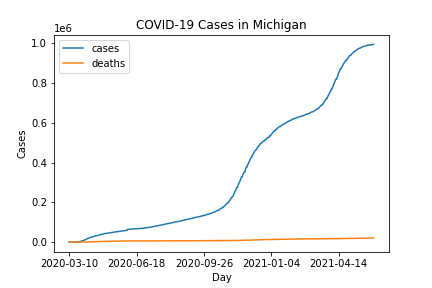 COVID-19 Cases in Michigan
1e6
cases
deaths
1.0
0.8
0.6
0.4
0.2
0.0
Cases
2020-03-10 2020-06-18 2020-09-26 2021-01-04 2021-04-14
Day